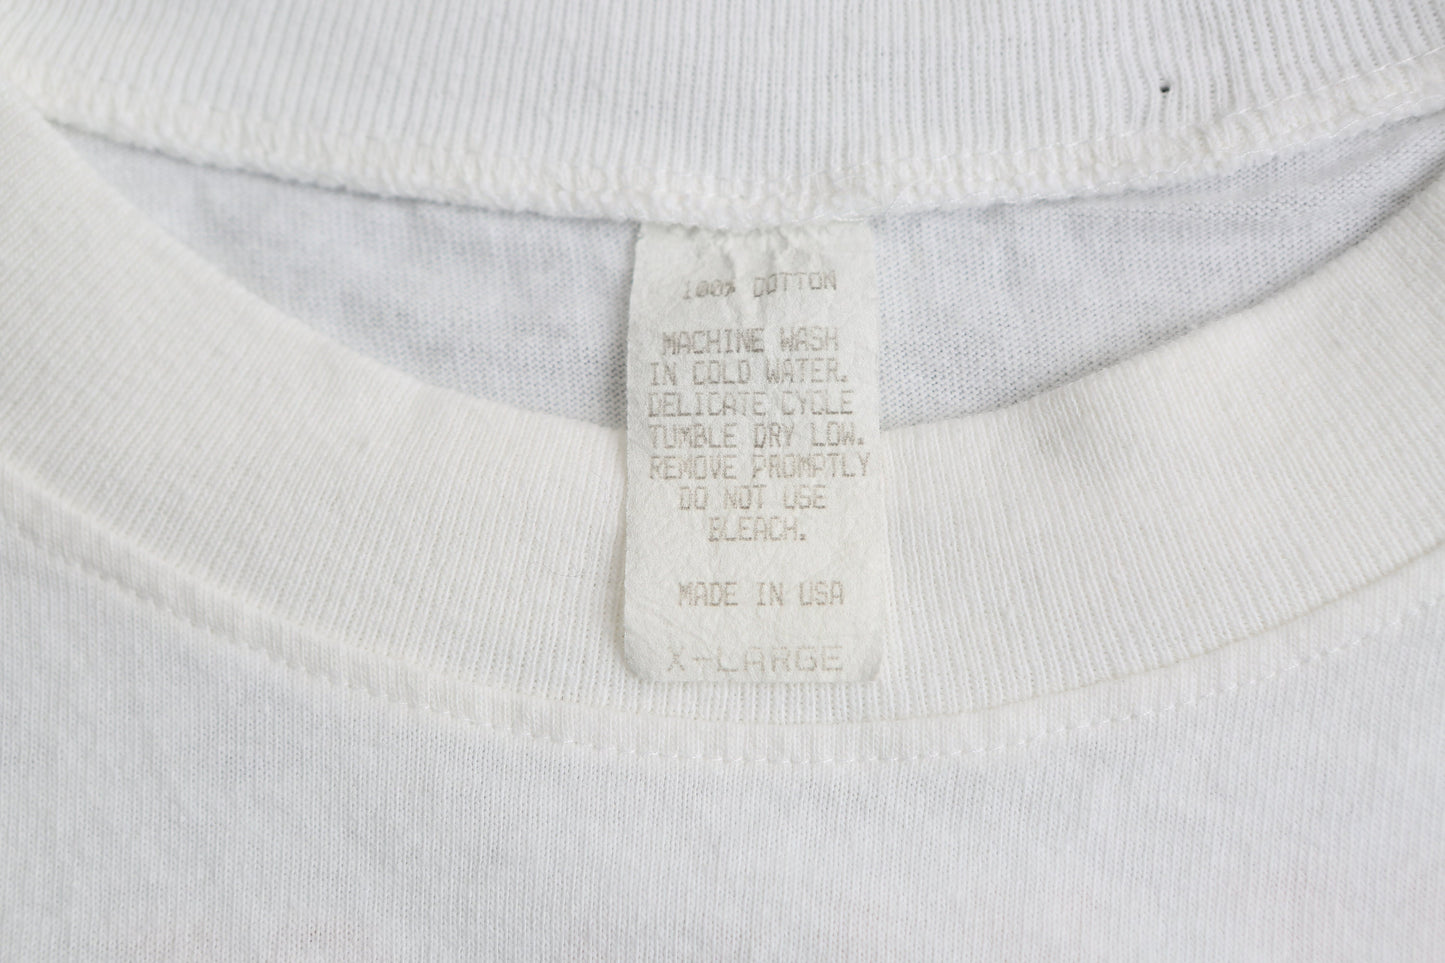 100% COTTON
MACHINE WASH
IN COLD WATER.
DELICATE CYCLE
TUMBLE DRY LOW.
REMOVE PROMPTLY
DO NOT USE
BLEACH.
MADE IN USA
X-LARGE